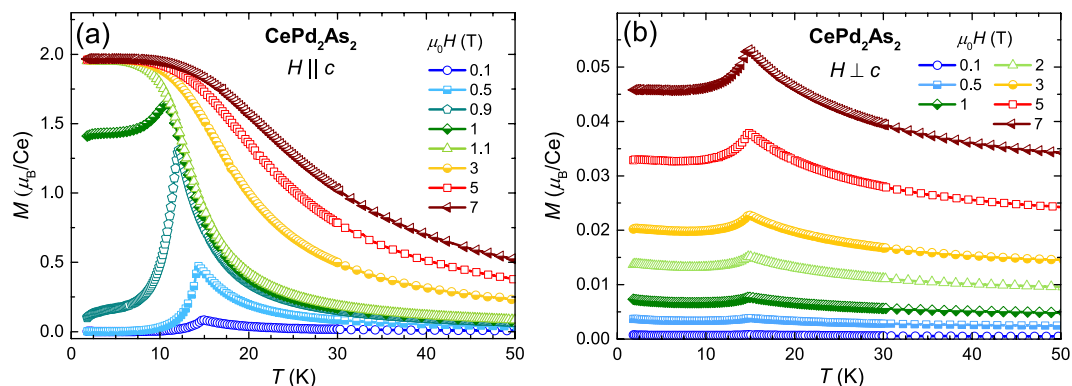 (a)
CePd₂As₂
H || c
μ₀H (T)
0.1
0.5
0.9
1
1.1
3
5
7
2.0
1.5
1.0
0.5
0.0
M (μ_B/Ce)
0 10 20 30 40 50
T (K)
(b)
CePd₂As₂
H ⊥ c
μ₀H (T)
0.1 2
0.5 3
1 5
7
0.05
0.04
0.03
0.02
0.01
0.00
M (μ_B/Ce)
0 10 20 30 40 50
T (K)